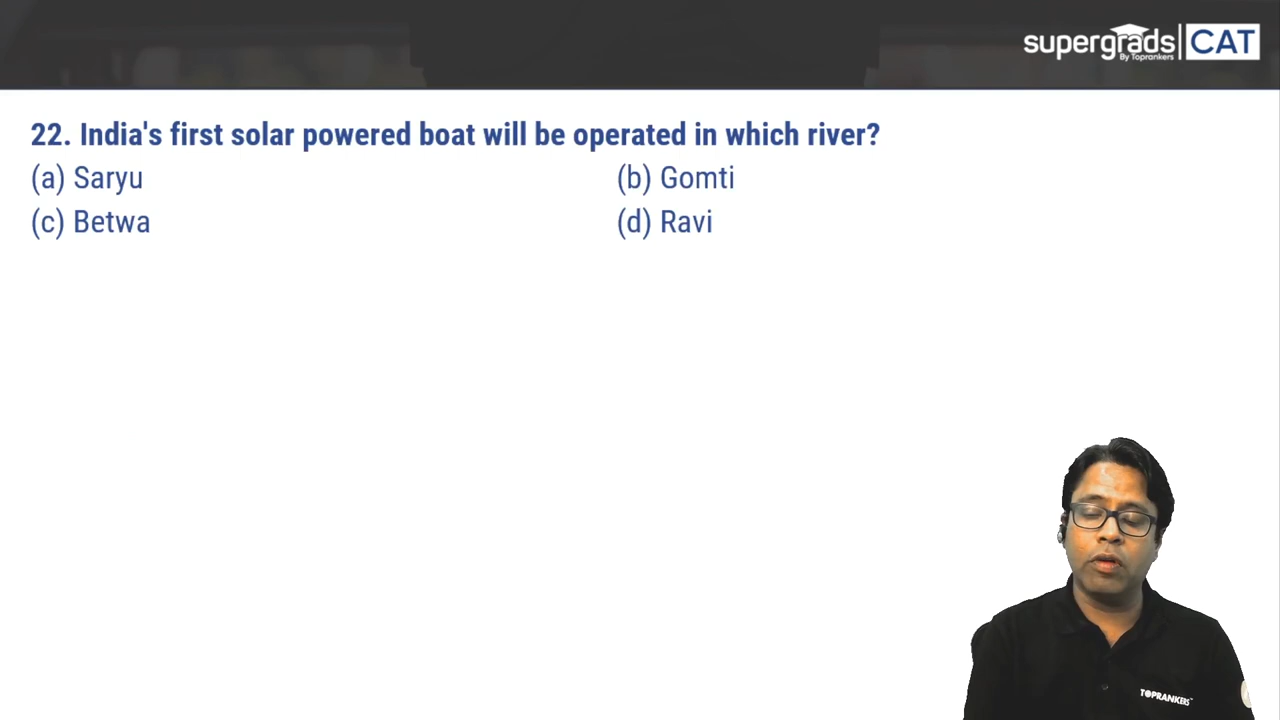 supergrads CAT
By Toprankers
22. India's first solar powered boat will be operated in which river?
(a) Saryu (b) Gomti
(c) Betwa (d) Ravi
TOPRANKERS